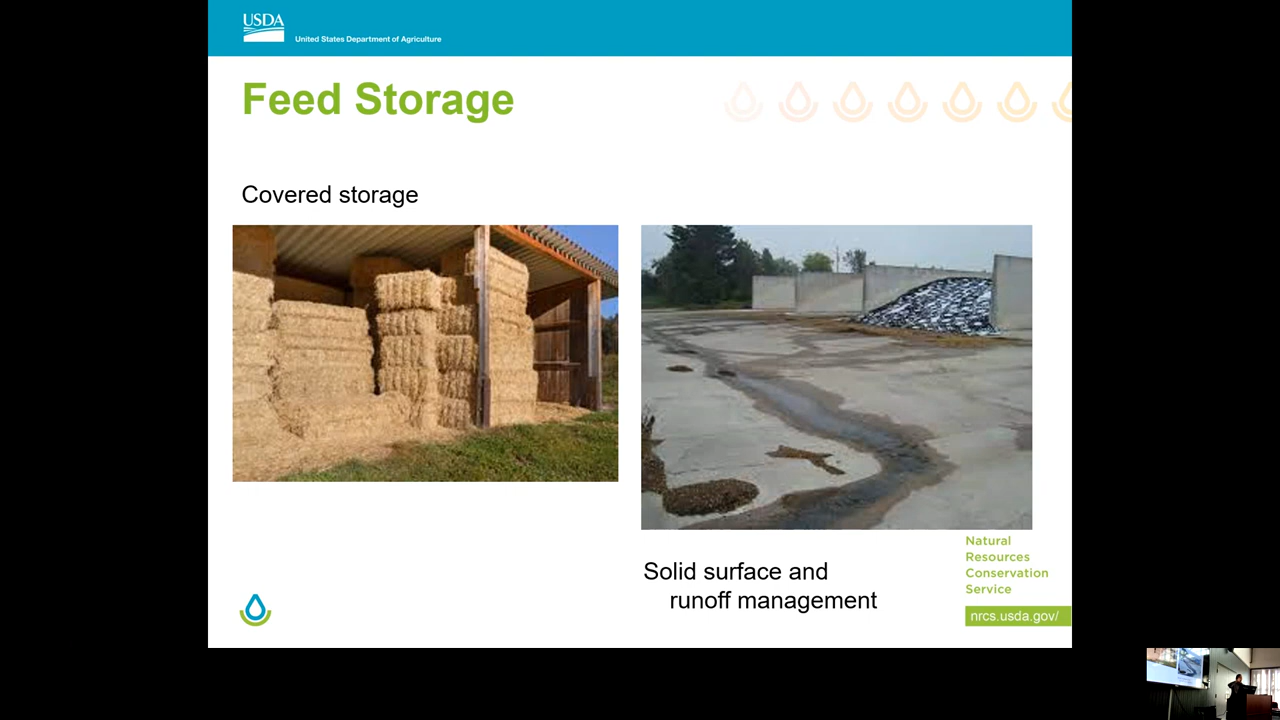 USDA
United States Department of Agriculture
Feed Storage
Covered storage
Solid surface and
runoff management
Natural
Resources
Conservation
Service
nrcs.usda.gov/